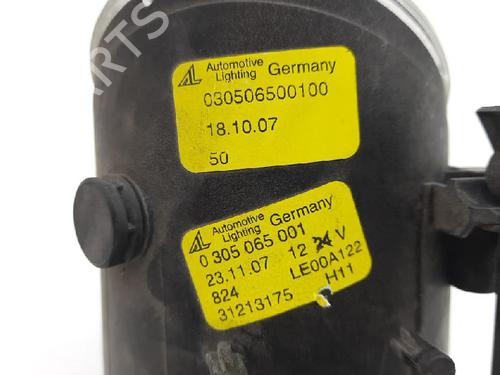 Automotive Lighting Germany
030506500100
18.10.07
50
Automotive Lighting Germany
0 305 065 001
23.11.07 12 V
824 LE00A122
31213175 H11